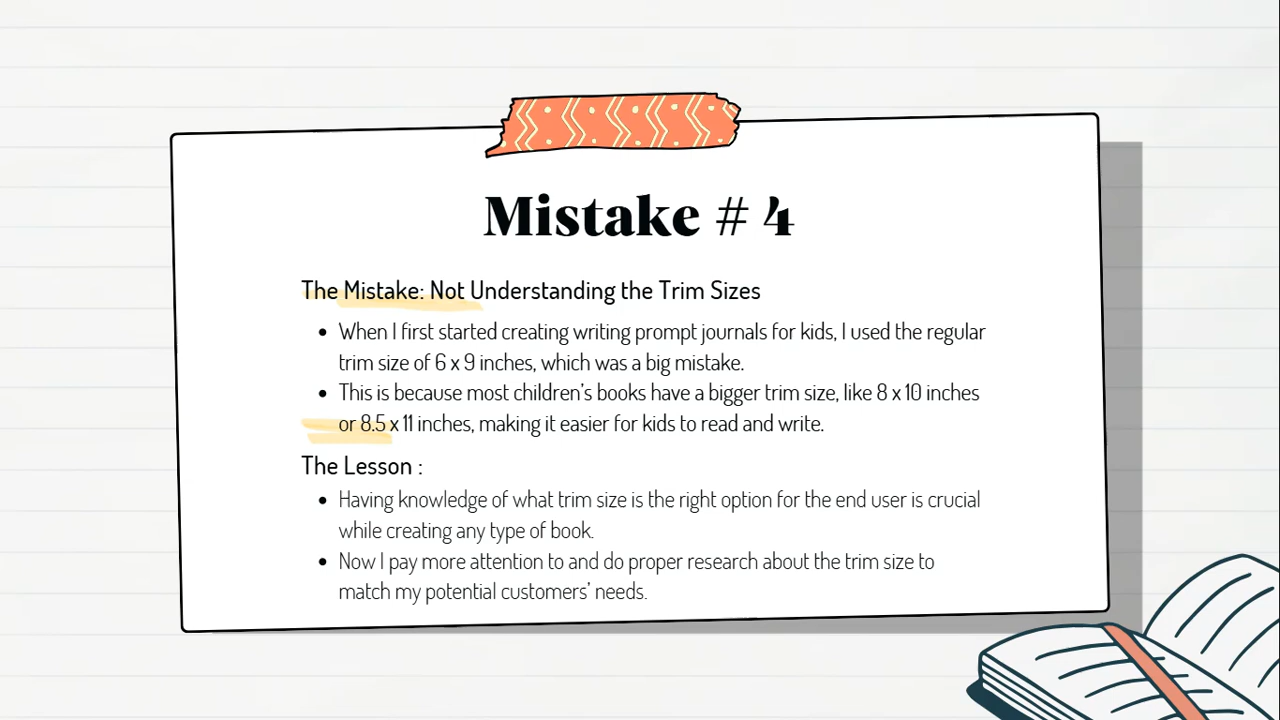 Mistake # 4
The Mistake: Not Understanding the Trim Sizes
• When I first started creating writing prompt journals for kids, I used the regular
trim size of 6 x 9 inches, which was a big mistake.
• This is because most children's books have a bigger trim size, like 8 x 10 inches
or 8.5 x 11 inches, making it easier for kids to read and write.
The Lesson :
• Having knowledge of what trim size is the right option for the end user is crucial
while creating any type of book.
• Now I pay more attention to and do proper research about the trim size to
match my potential customers' needs.